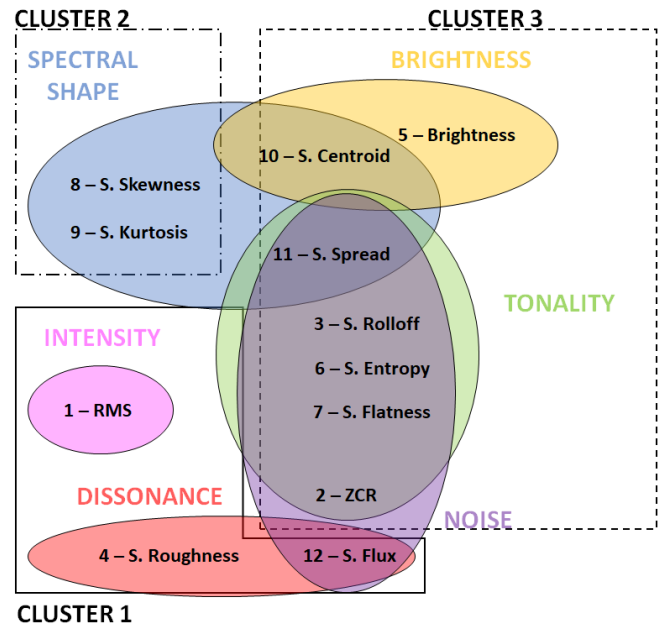 CLUSTER 2
CLUSTER 3
SPECTRAL
SHAPE
BRIGHTNESS
5 – Brightness
10 – S. Centroid
8 – S. Skewness
9 – S. Kurtosis
11 – S. Spread
TONALITY
3 – S. Rolloff
INTENSITY
6 – S. Entropy
1 – RMS
7 – S. Flatness
DISSONANCE
2 – ZCR
NOISE
4 – S. Roughness
12 – S. Flux
CLUSTER 1